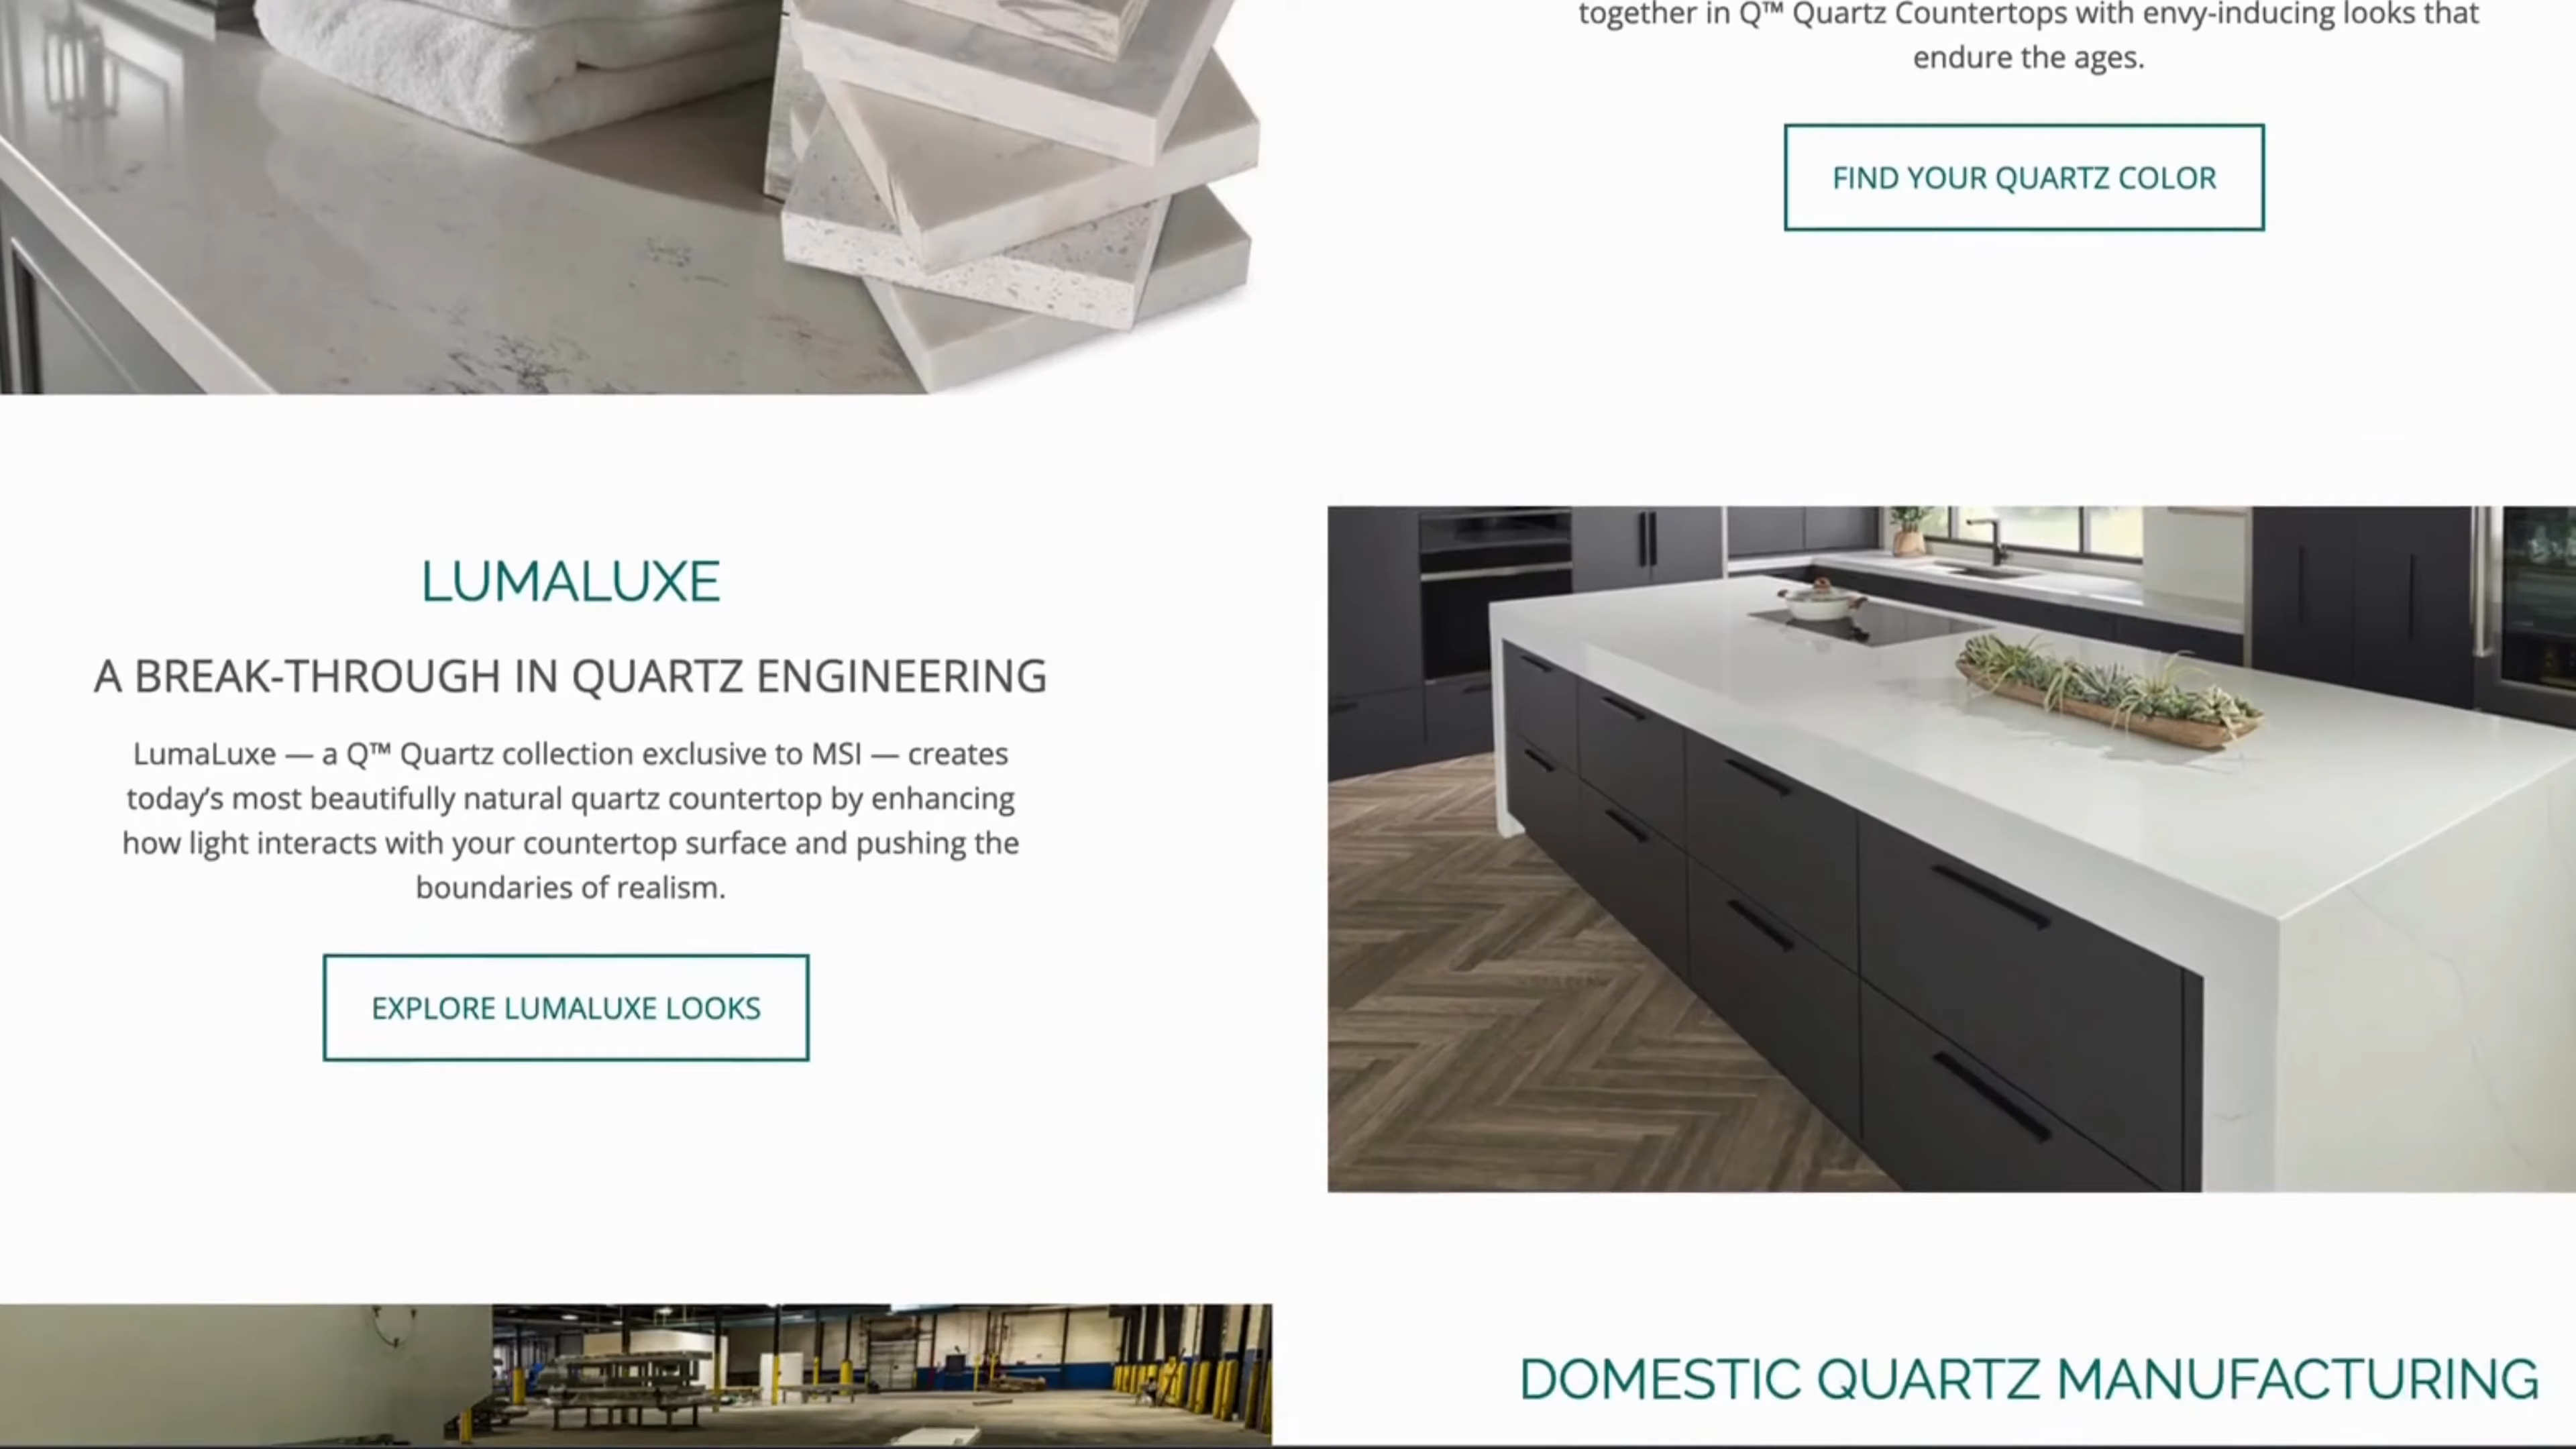 together in Q™ Quartz Countertops with envy-inducing looks that
endure the ages.
FIND YOUR QUARTZ COLOR
LUMALUXE
A BREAK-THROUGH IN QUARTZ ENGINEERING
LumaLuxe — a Q™ Quartz collection exclusive to MSI — creates
today’s most beautifully natural quartz countertop by enhancing
how light interacts with your countertop surface and pushing the
boundaries of realism.
EXPLORE LUMALUXE LOOKS
DOMESTIC QUARTZ MANUFACTURING